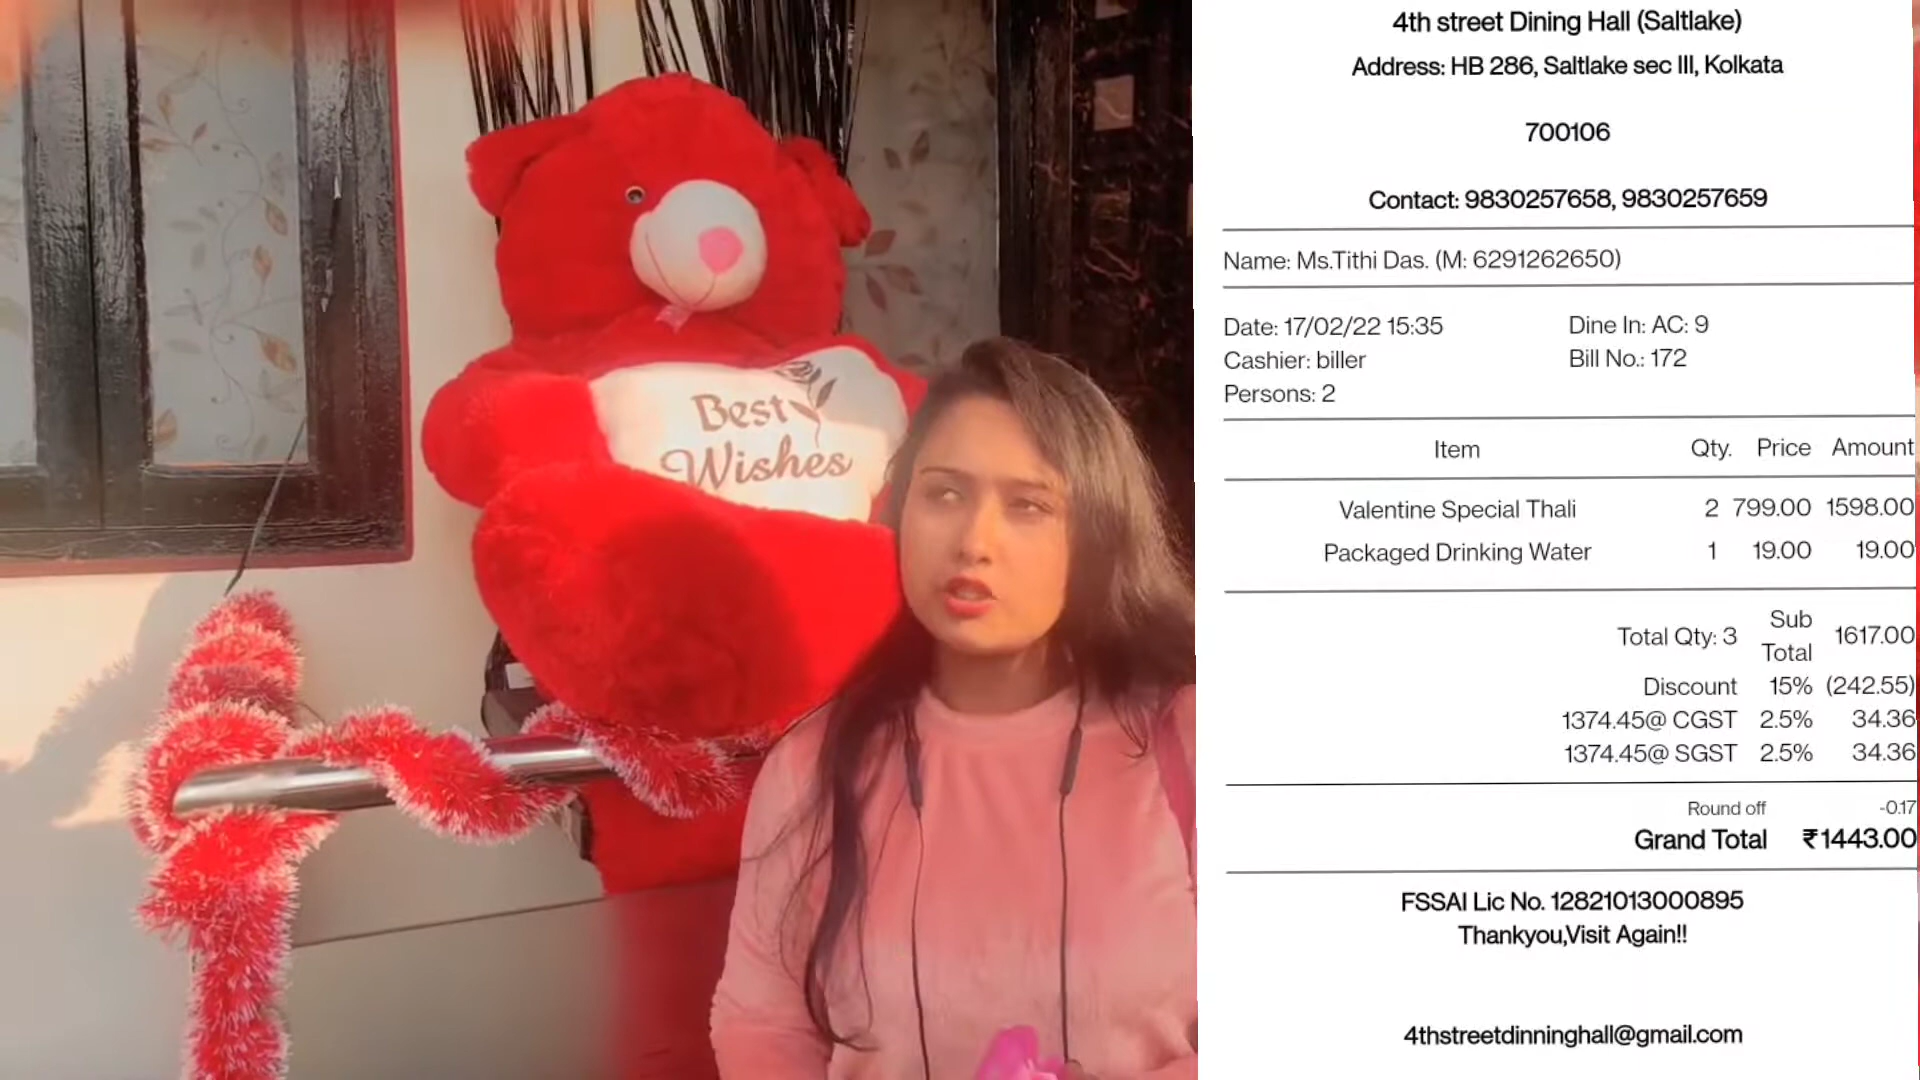 Best
Wishes
4th street Dining Hall (Saltlake)
Address: HB 286, Saltlake sec III, Kolkata
700106
Contact: 9830257658, 9830257659
Name: Ms.Tithi Das. (M: 6291262650)
Date: 17/02/22 15:35 Dine In: AC: 9
Cashier: biller Bill No.: 172
Persons: 2
Item Qty. Price Amount
Valentine Special Thali 2 799.00 1598.00
Packaged Drinking Water 1 19.00 19.00
Total Qty: 3 Sub Total 1617.00
Discount 15% (242.55)
1374.45@ CGST 2.5% 34.36
1374.45@ SGST 2.5% 34.36
Round off -0.17
Grand Total ₹1443.00
FSSAI Lic No. 12821013000895
Thankyou,Visit Again!!
4thstreetdinninghall@gmail.com